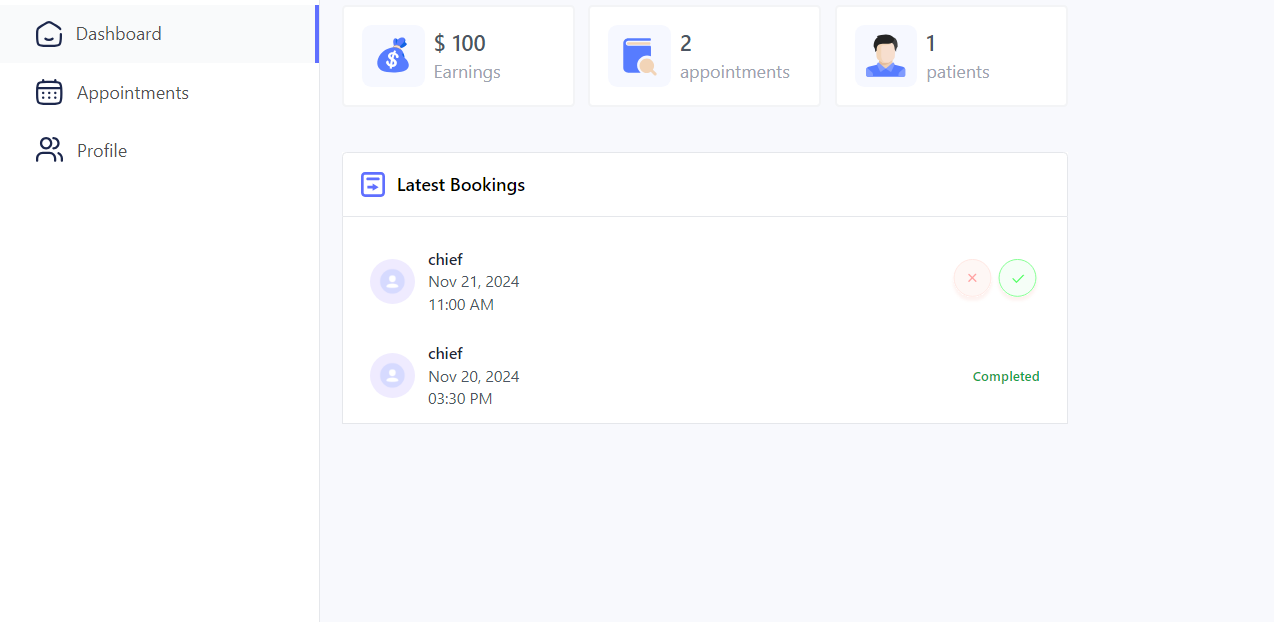 Dashboard
Appointments
Profile
$ 100
Earnings
2
appointments
1
patients
Latest Bookings
chief
Nov 21, 2024
11:00 AM
chief
Nov 20, 2024
03:30 PM
Completed